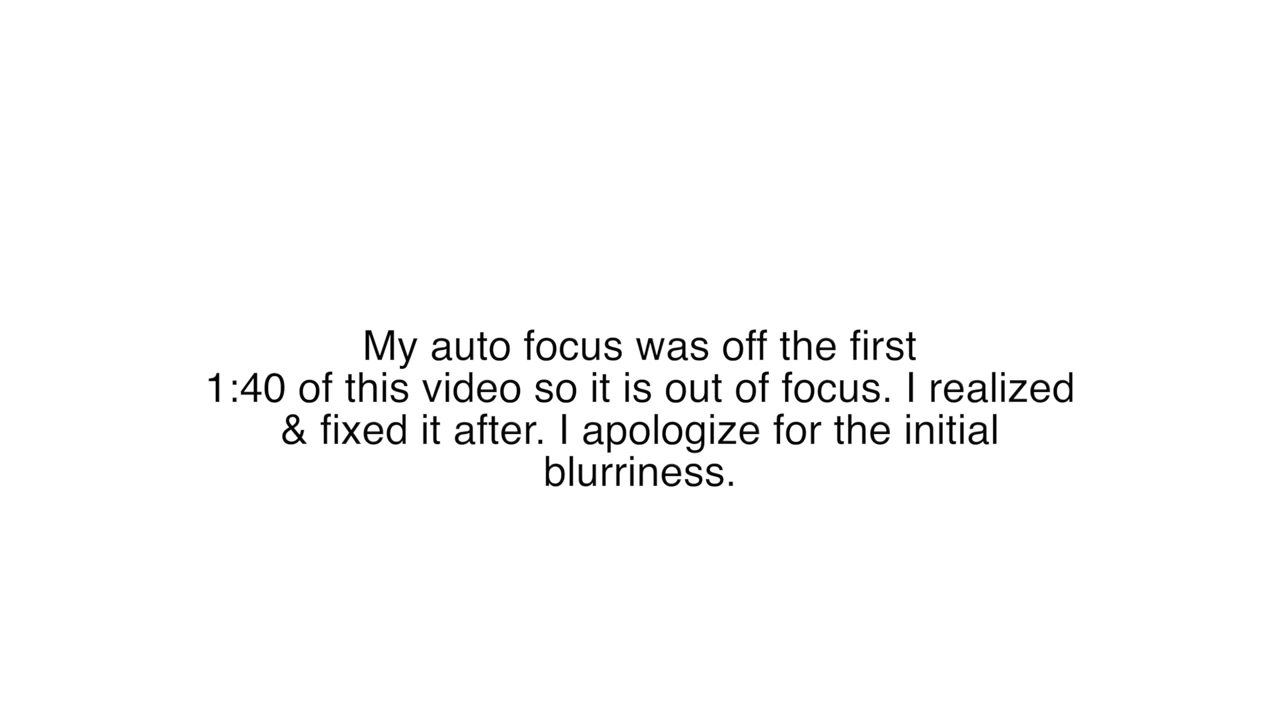 My auto focus was off the first
1:40 of this video so it is out of focus. I realized
& fixed it after. I apologize for the initial
blurriness.